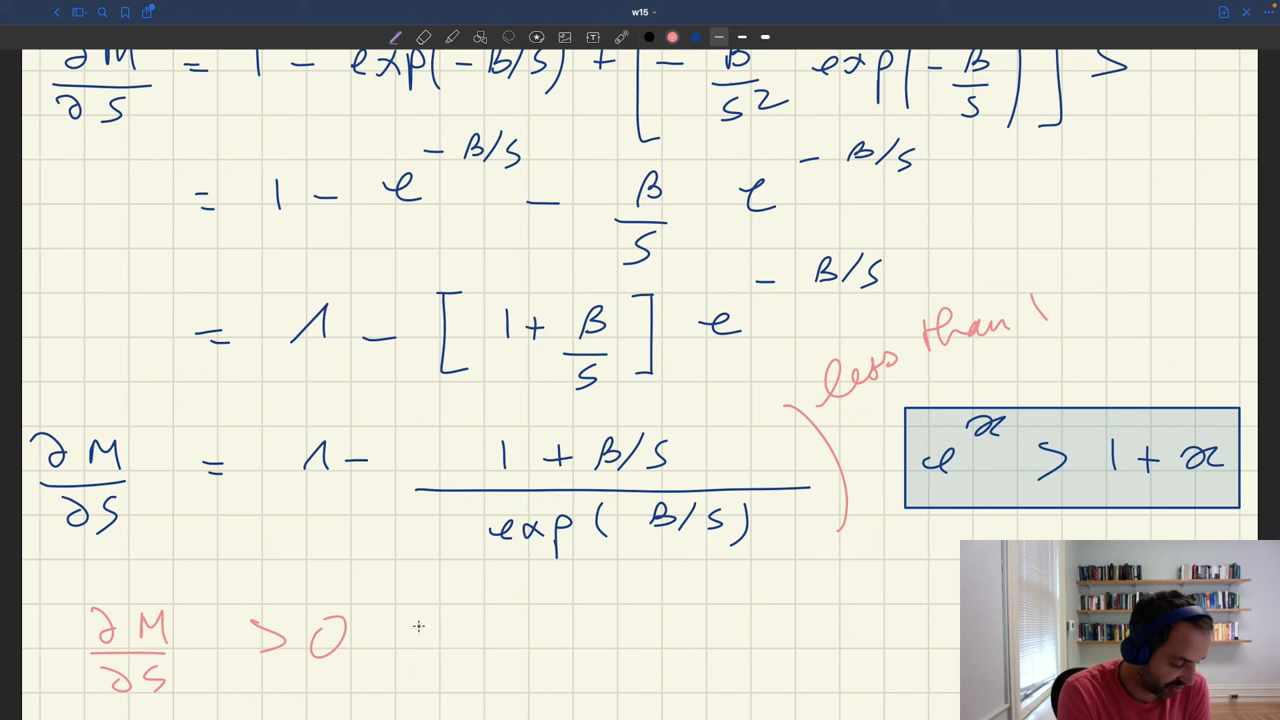 w15
∂M/∂S = 1 - exp(-B/S) + [ - B/S² exp(-B/S) ] >
= 1 - e^{-B/S} - B/S e^{-B/S}
= 1 - [ 1 + B/S ] e^{-B/S}
less than 1
∂M/∂S = 1 - (1 + B/S)/exp(B/S)
e^x > 1 + x
∂M/∂S > 0